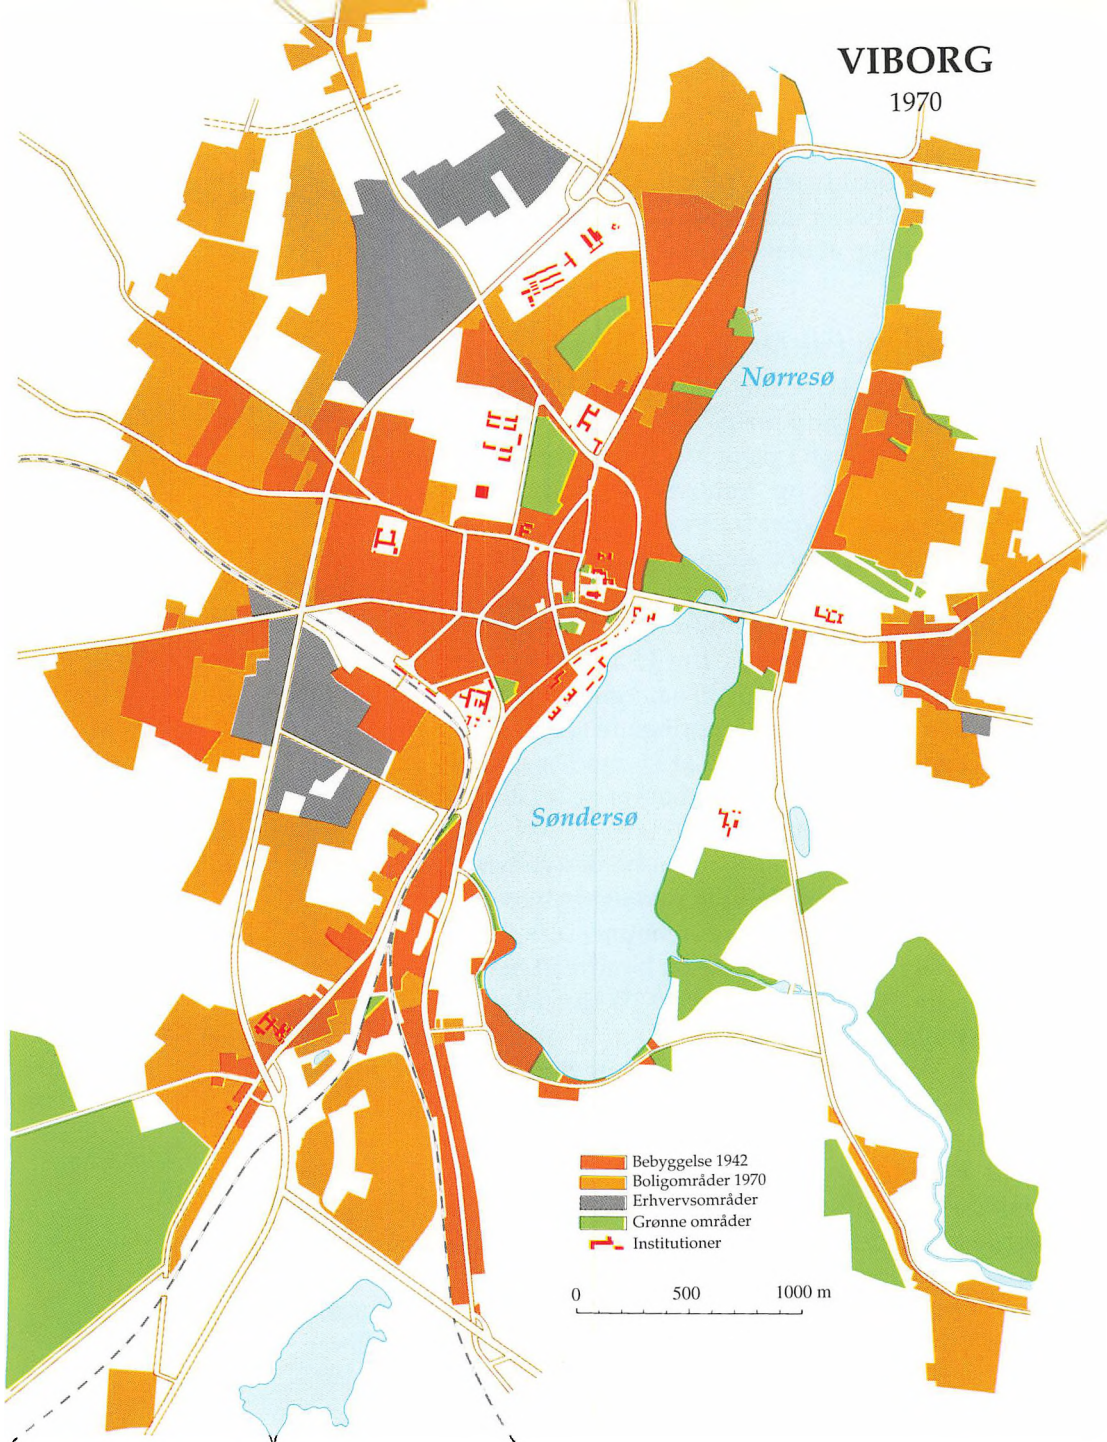 VIBORG
1970
Nørresø
Søndersø
Bebyggelse 1942
Boligområder 1970
Erhvervsområder
Grønne områder
Institutioner
0 500 1000 m